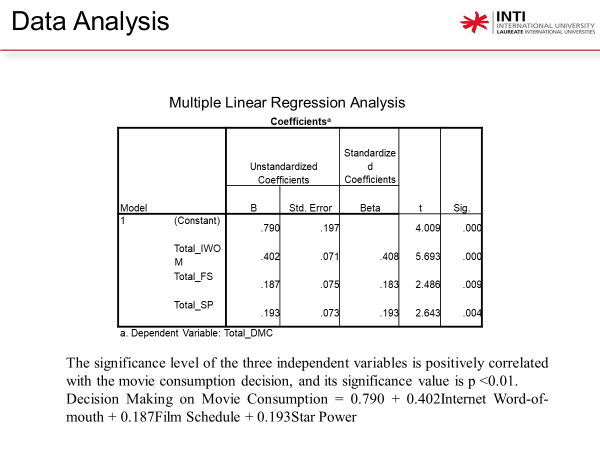 Data Analysis
INTI
INTERNATIONAL UNIVERSITY
LAUREATE INTERNATIONAL UNIVERSITIES
Multiple Linear Regression Analysis
Coefficientsᵃ
Model Unstandardized Coefficients Standardize d Coefficients t Sig.
B Std. Error Beta
1 (Constant) .790 .197 4.009 .000
Total_IWO M .402 .071 .408 5.693 .000
Total_FS .187 .075 .183 2.486 .009
Total_SP .193 .073 .193 2.643 .004
a. Dependent Variable: Total_DMC
The significance level of the three independent variables is positively correlated
with the movie consumption decision, and its significance value is p <0.01.
Decision Making on Movie Consumption = 0.790 + 0.402Internet Word-of-
mouth + 0.187Film Schedule + 0.193Star Power